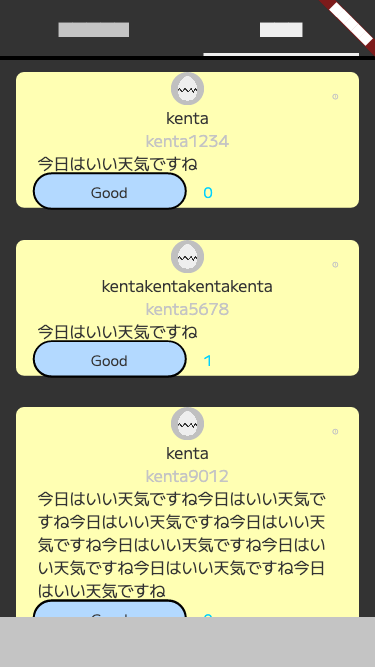 kenta
kenta1234
今日はいい天気ですね
Good 0
kentakentakentakenta
kenta5678
今日はいい天気ですね
Good 1
kenta
kenta9012
今日はいい天気ですね今日はいい天気で
すね今日はいい天気ですね今日はいい天
気ですね今日はいい天気ですね今日はい
い天気ですね今日はいい天気ですね今日
はいい天気ですね